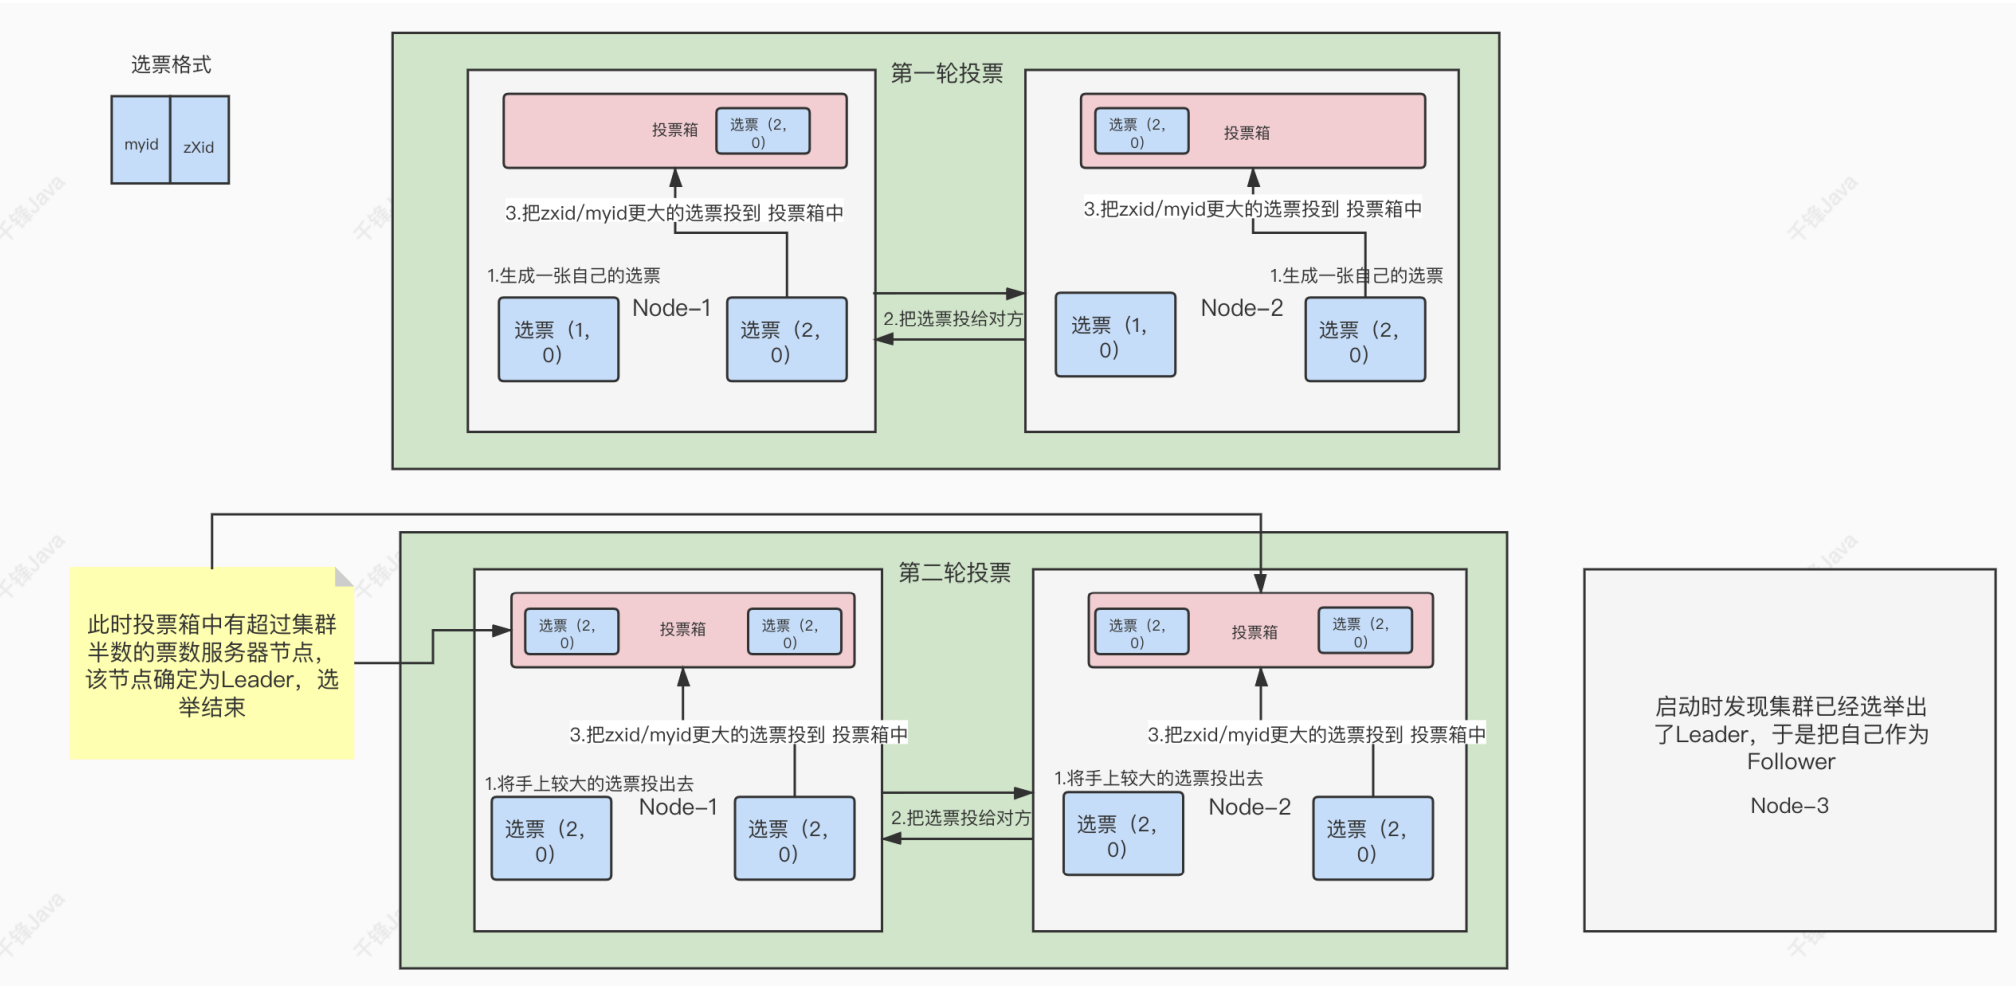 选票格式
myid
zXid
第一轮投票
投票箱
选票（2,
0）
3.把zxid/myid更大的选票投到 投票箱中
1.生成一张自己的选票
选票（1,
0）
Node-1
选票（2,
0）
2.把选票投给对方
选票（2,
0）
投票箱
3.把zxid/myid更大的选票投到 投票箱中
1.生成一张自己的选票
选票（1,
0）
Node-2
选票（2,
0）
此时投票箱中有超过集群
半数的票数服务器节点，
该节点确定为Leader，选
举结束
第二轮投票
选票（2,
0）
投票箱
选票（2,
0）
3.把zxid/myid更大的选票投到 投票箱中
1.将手上较大的选票投出去
选票（2,
0）
Node-1
选票（2,
0）
2.把选票投给对方
选票（2,
0）
投票箱
选票（2,
0）
3.把zxid/myid更大的选票投到 投票箱中
1.将手上较大的选票投出去
选票（2,
0）
Node-2
选票（2,
0）
启动时发现集群已经选举出
了Leader，于是把自己作为
Follower
Node-3
千锋Java
千锋Java
千锋Java
千锋Java
千锋Java
千锋Java
千锋Java
千锋Java